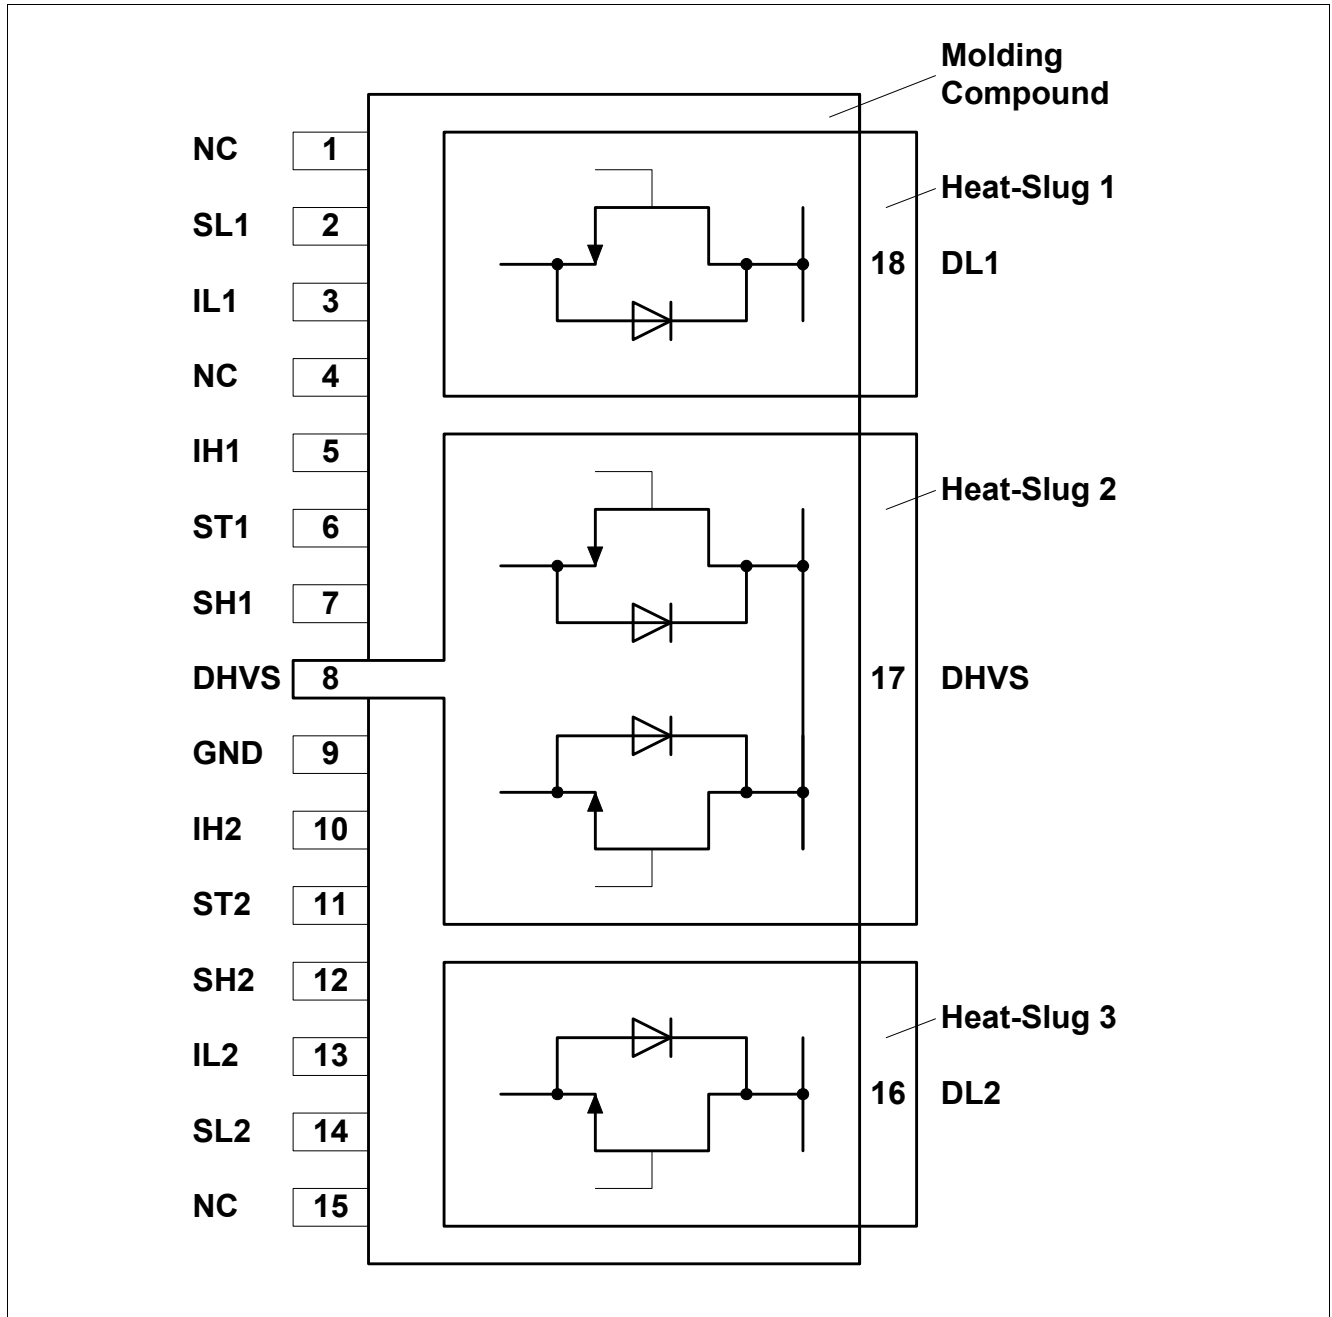 Molding
Compound
NC 1
Heat-Slug 1
SL1 2
18 DL1
IL1 3
NC 4
IH1 5
Heat-Slug 2
ST1 6
SH1 7
DHVS 8
17 DHVS
GND 9
IH2 10
ST2 11
SH2 12
Heat-Slug 3
IL2 13
16 DL2
SL2 14
NC 15